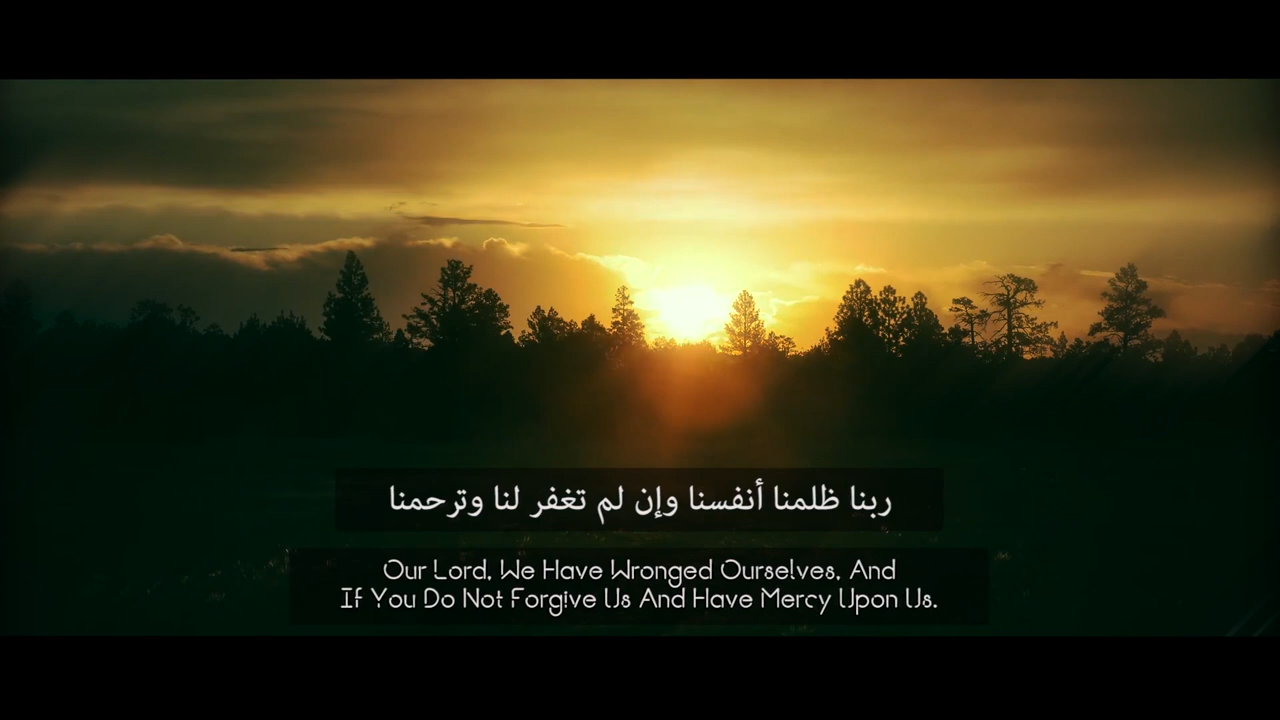 ربنا ظلمنا أنفسنا وإن لم تغفر لنا وترحمنا
Our Lord, We Have Wronged Ourselves, And
If You Do Not Forgive Us And Have Mercy Upon Us.